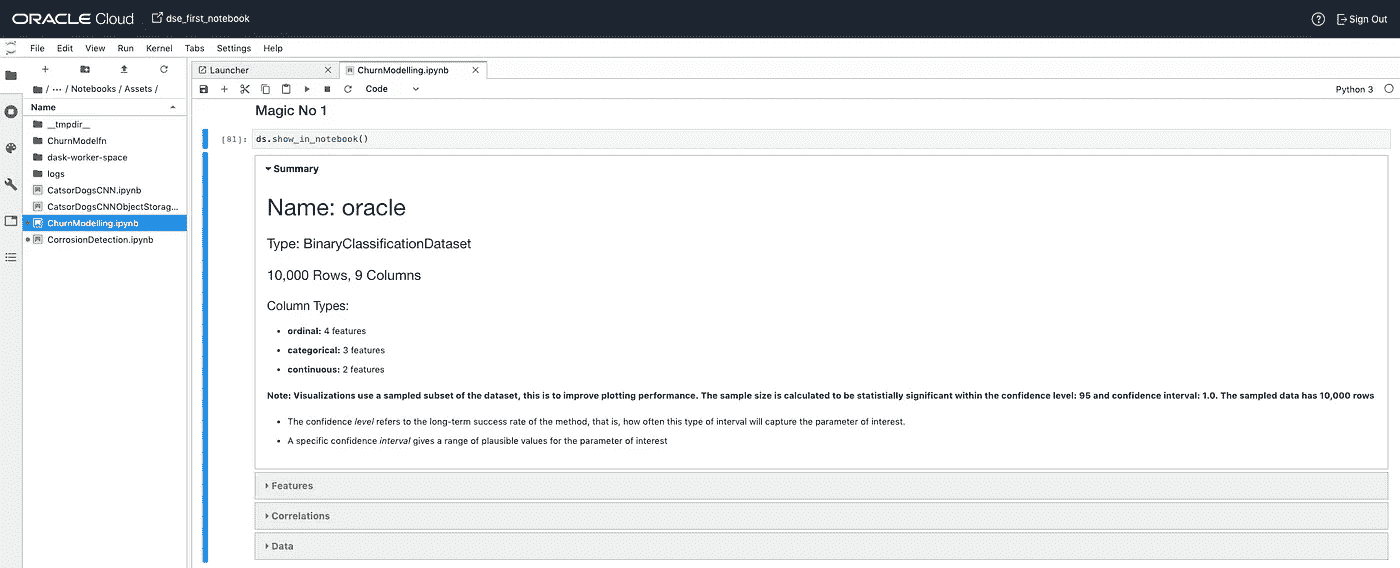 ORACLE Cloud dse_first_notebook Sign Out
File Edit View Run Kernel Tabs Settings Help
Launcher ChurnModelling.ipynb
/ ··· / Notebooks / Assets /
Code Python 3
Name
__tmpdir__
ChurnModelfn
dask-worker-space
logs
CatsorDogsCNN.ipynb
CatsorDogsCNNObjectStorag...
ChurnModelling.ipynb
CorrosionDetection.ipynb
Magic No 1
[81]: ds.show_in_notebook()
Summary
Name: oracle
Type: BinaryClassificationDataset
10,000 Rows, 9 Columns
Column Types:
• ordinal: 4 features
• categorical: 3 features
• continuous: 2 features
Note: Visualizations use a sampled subset of the dataset, this is to improve plotting performance. The sample size is calculated to be statistially significant within the confidence level: 95 and confidence interval: 1.0. The sampled data has 10,000 rows
• The confidence level refers to the long-term success rate of the method, that is, how often this type of interval will capture the parameter of interest.
• A specific confidence interval gives a range of plausible values for the parameter of interest
Features
Correlations
Data